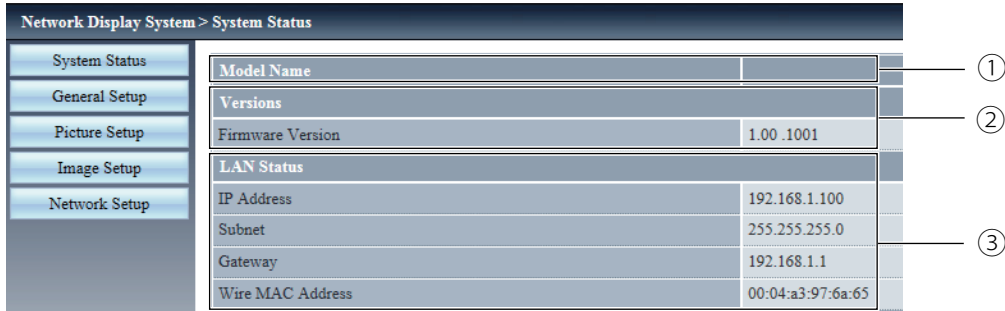 Network Display System > System Status
System Status
General Setup
Picture Setup
Image Setup
Network Setup
Model Name
①
Versions
②
Firmware Version 1.00 .1001
LAN Status
IP Address 192.168.1.100
Subnet 255.255.255.0
③
Gateway 192.168.1.1
Wire MAC Address 00:04:a3:97:6a:65